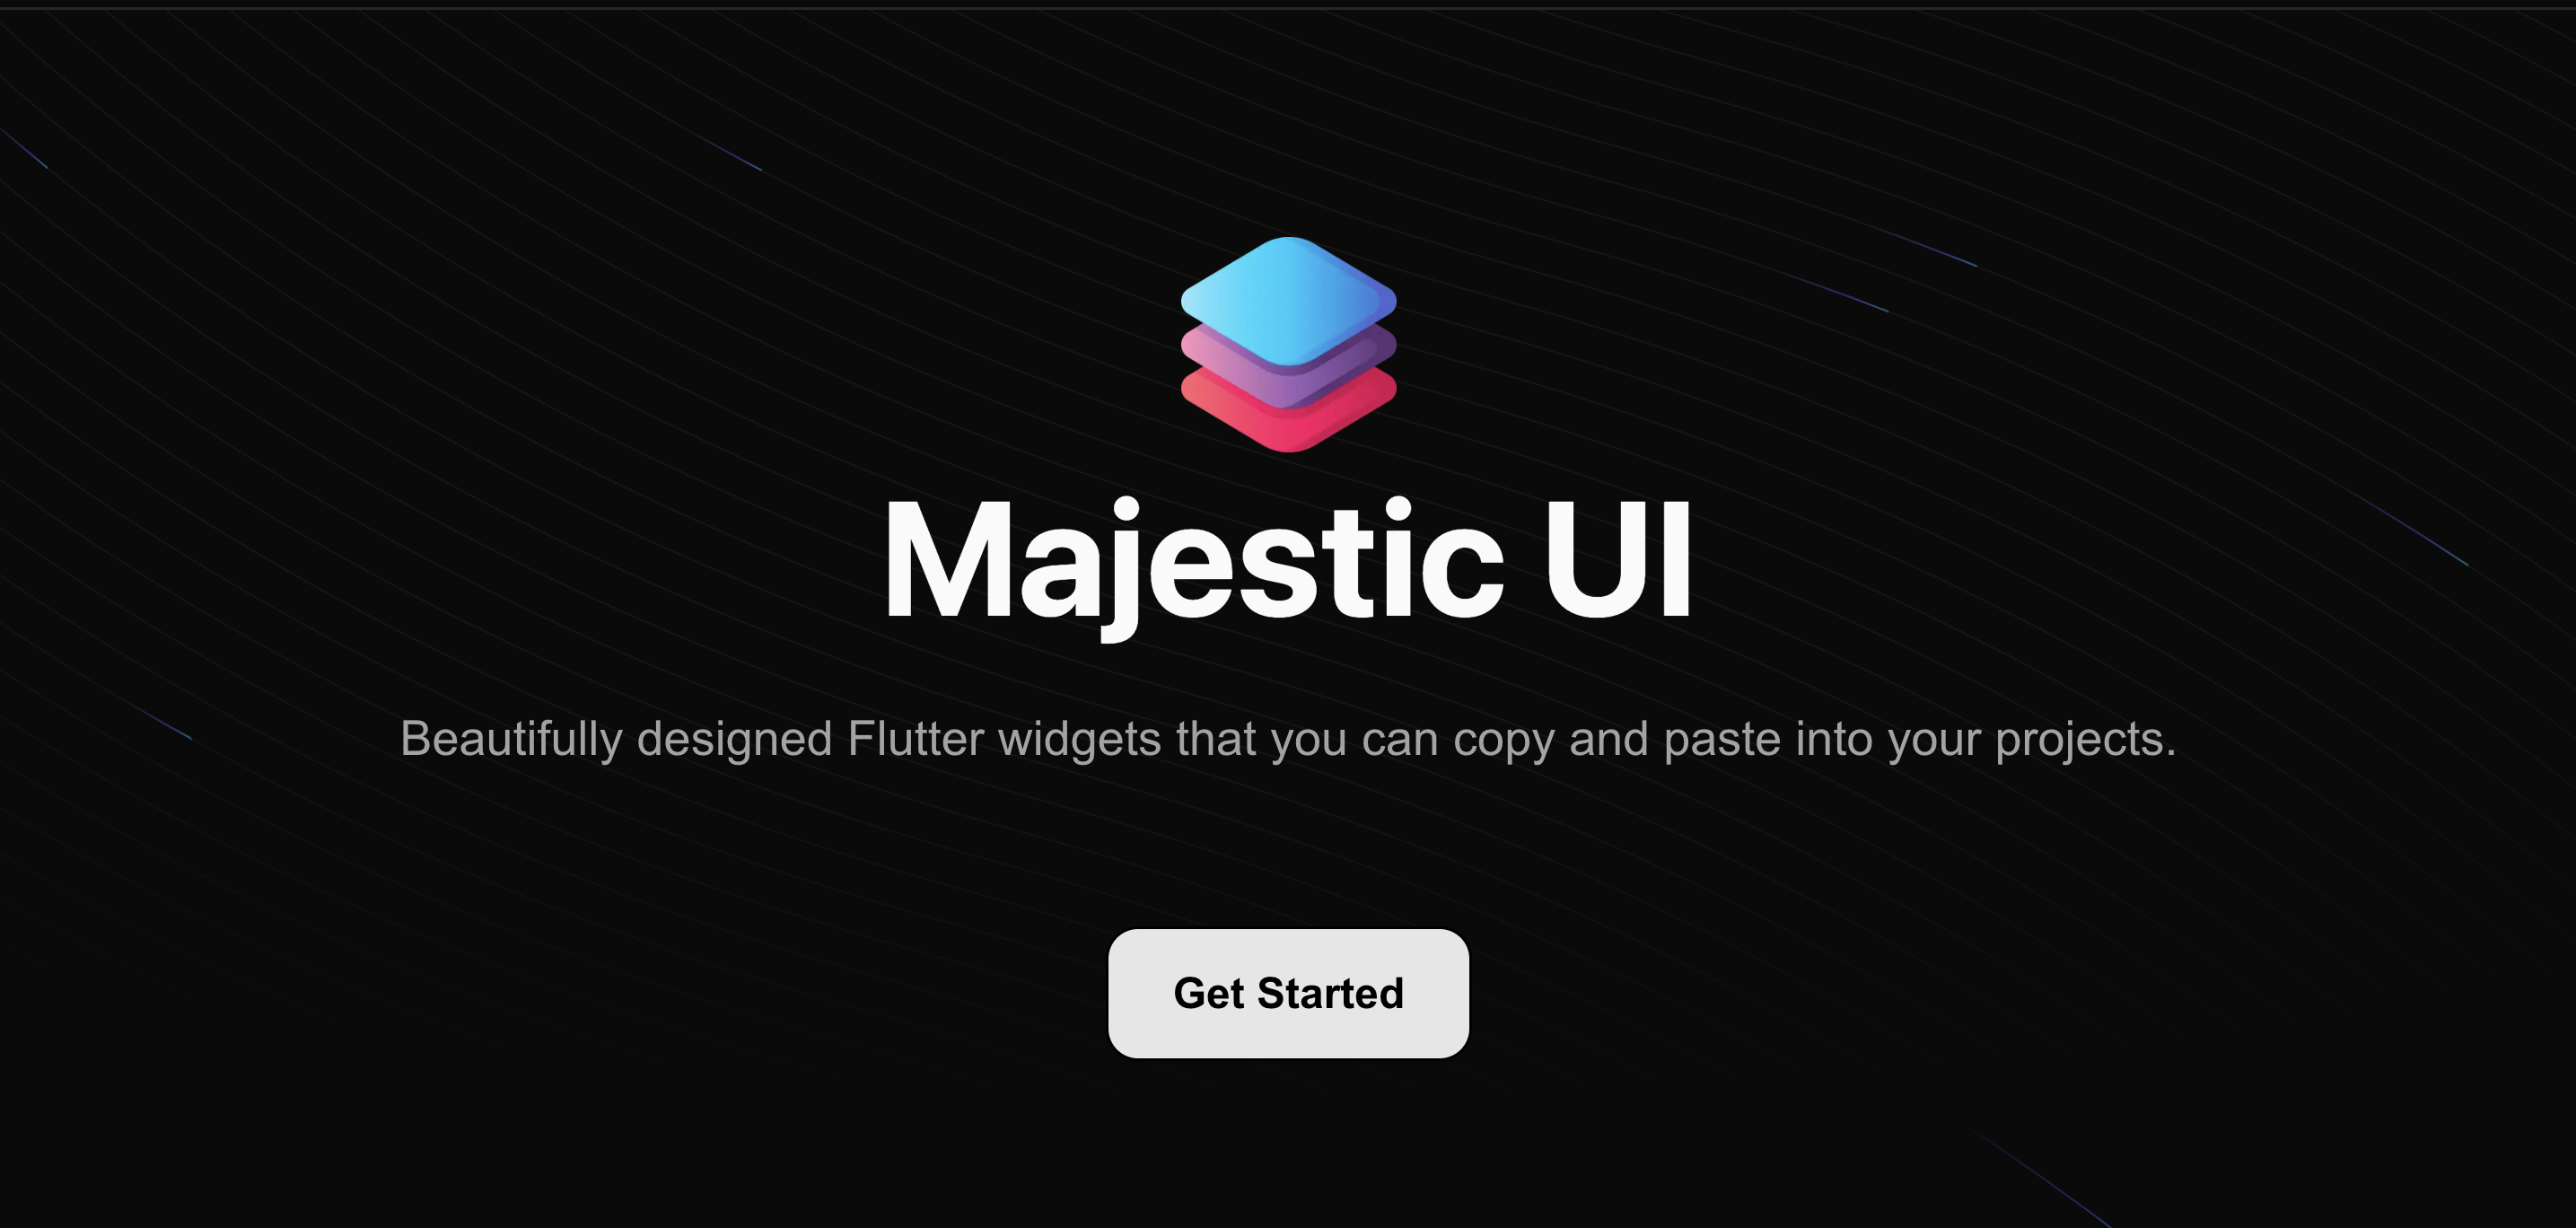 Majestic UI
Beautifully designed Flutter widgets that you can copy and paste into your projects.
Get Started